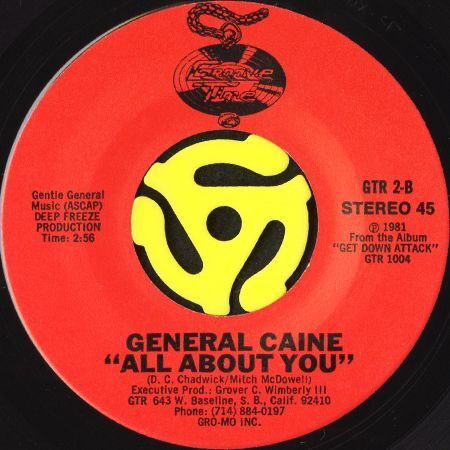 Groove
Time
Gentle General
Music (ASCAP)
DEEP FREEZE
PRODUCTION
Time: 2:56
GTR 2-B
STEREO 45
Ⓟ 1981
From the Album
"GET DOWN ATTACK"
GTR 1004
GENERAL CAINE
"ALL ABOUT YOU"
(D. C. Chadwick/Mitch McDowell)
Executive Prod.: Grover C. Wimberly III
GTR 643 W. Baseline, S. B., Calif. 92410
Phone: (714) 884-0197
GRO-MO INC.